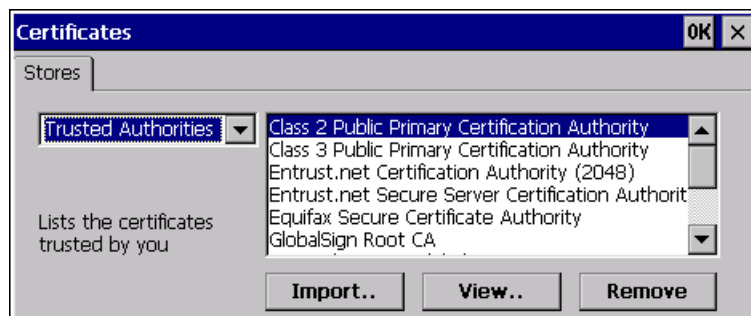 Certificates OK ×
Stores
Trusted Authorities
Class 2 Public Primary Certification Authority
Class 3 Public Primary Certification Authority
Entrust.net Certification Authority (2048)
Entrust.net Secure Server Certification Authorit
Equifax Secure Certificate Authority
GlobalSign Root CA
Lists the certificates
trusted by you
Import.. View.. Remove